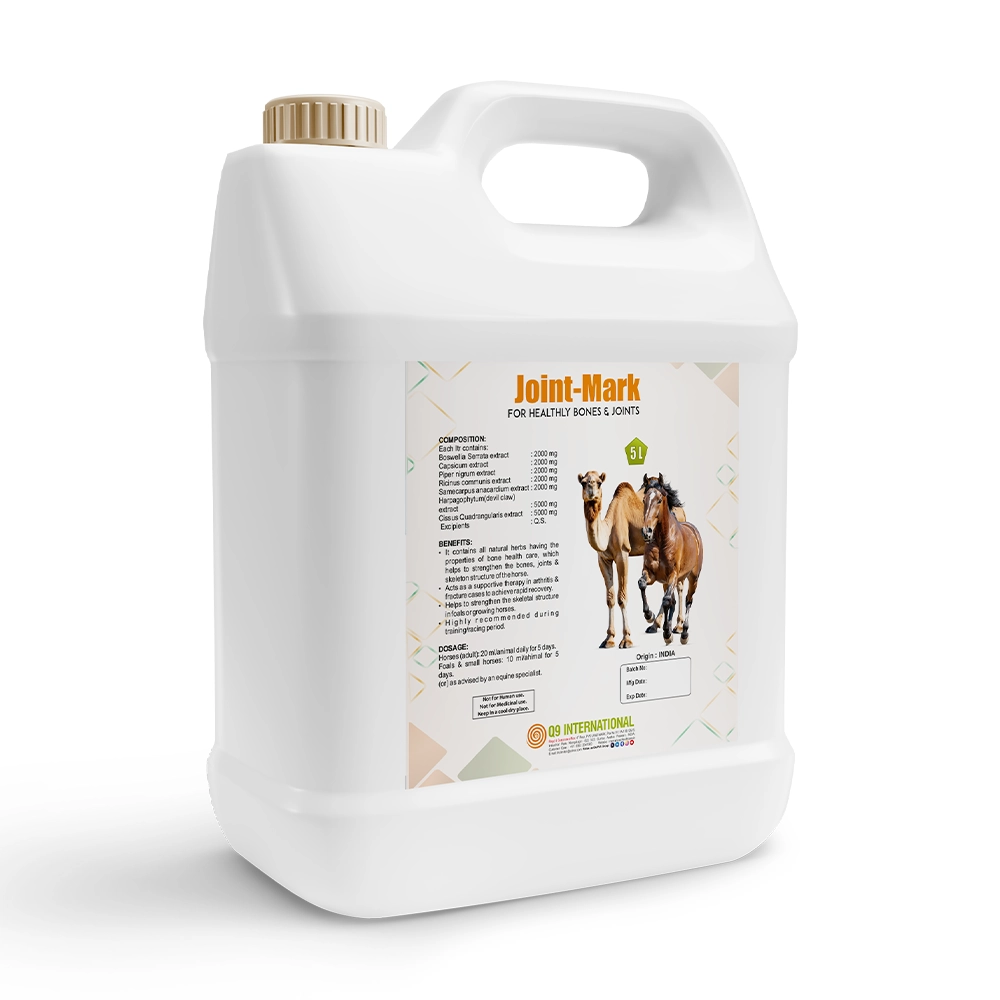 Joint-Mark
FOR HEALTHLY BONES & JOINTS
5 L
COMPOSITION:
Each ltr contains:
Boswellia Serrata extract : 2000 mg
Capsicum extract : 2000 mg
Piper nigrum extract : 2000 mg
Ricinus communis extract : 2000 mg
Samecarpus anacardium extract : 2000 mg
Harpagophytum(devil claw)
extract : 5000 mg
Cissus Quadrangularis extract : 5000 mg
Excipients : Q.S.
BENEFITS:
• It contains all natural herbs having the
properties of bone health care, which
helps to strengthen the bones, joints &
skeleton structure of the horse.
• Acts as a supportive therapy in arthritis &
fracture cases to achieve rapid recovery.
• Helps to strengthen the skeletal structure
in foals or growing horses.
• Highly recommended during
training/racing period.
DOSAGE:
Horses (adult): 20 ml/animal daily for 5 days.
Foals & small horses: 10 ml/ahimal for 5
days.
(or) as advised by an equine specialist.
Not for Human use.
Not for Medicinal use.
Keep in a cool dry place.
Origin : INDIA
Batch No:
Mfg Date:
Exp Date:
Q9 INTERNATIONAL